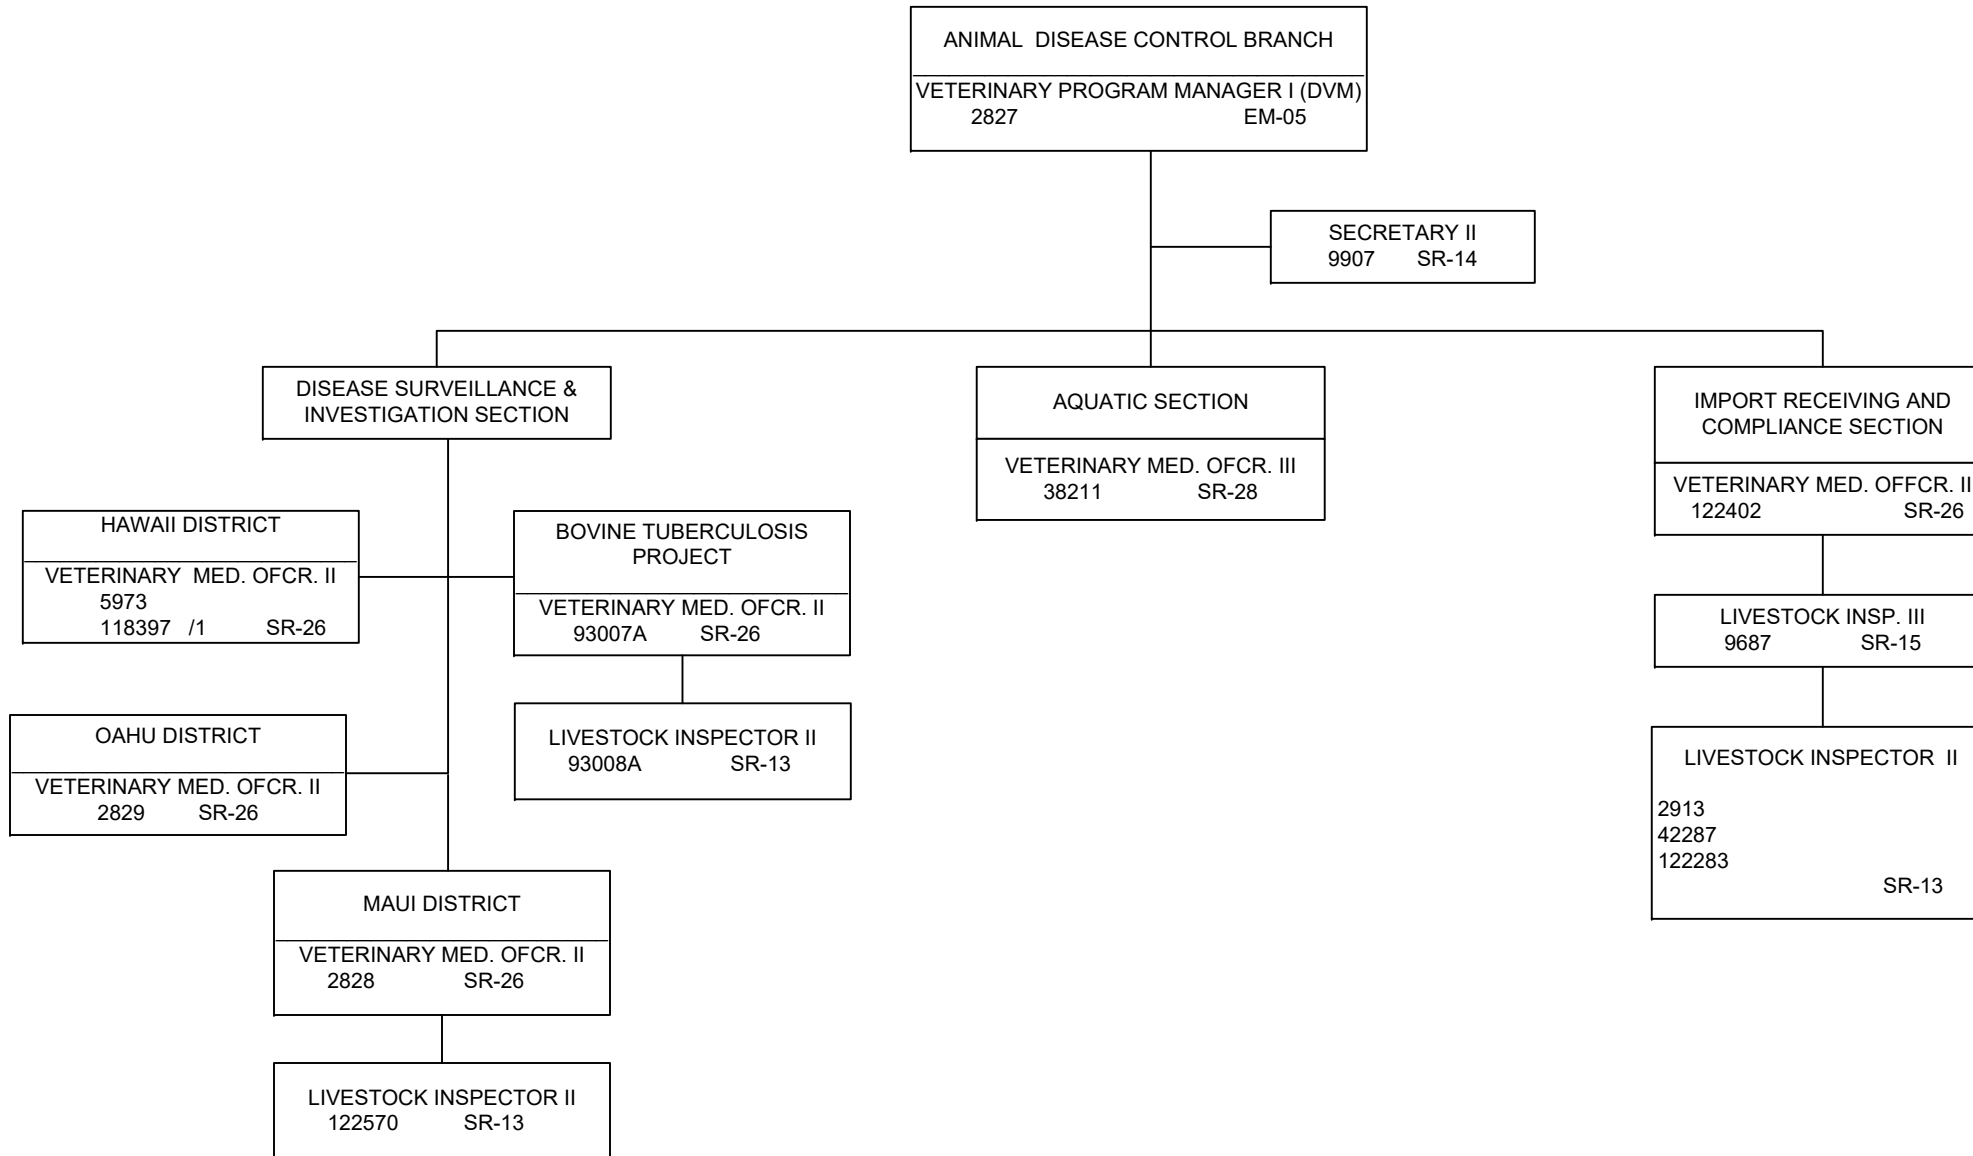 ANIMAL DISEASE CONTROL BRANCH
VETERINARY PROGRAM MANAGER I (DVM)
2827 EM-05
SECRETARY II
9907 SR-14
DISEASE SURVEILLANCE &
INVESTIGATION SECTION
HAWAII DISTRICT
VETERINARY MED. OFCR. II
5973
118397 /1 SR-26
BOVINE TUBERCULOSIS
PROJECT
VETERINARY MED. OFCR. II
93007A SR-26
LIVESTOCK INSPECTOR II
93008A SR-13
OAHU DISTRICT
VETERINARY MED. OFCR. II
2829 SR-26
MAUI DISTRICT
VETERINARY MED. OFCR. II
2828 SR-26
LIVESTOCK INSPECTOR II
122570 SR-13
AQUATIC SECTION
VETERINARY MED. OFCR. III
38211 SR-28
IMPORT RECEIVING AND
COMPLIANCE SECTION
VETERINARY MED. OFFCR. II
122402 SR-26
LIVESTOCK INSP. III
9687 SR-15
LIVESTOCK INSPECTOR II
2913
42287
122283
SR-13